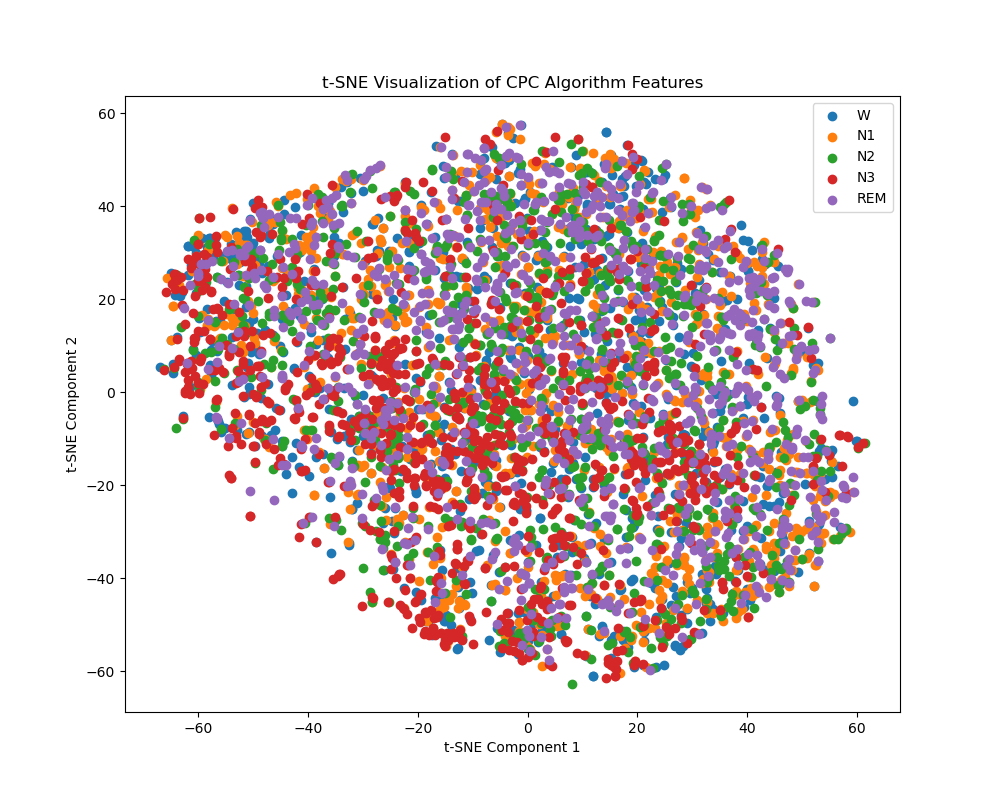 t-SNE Visualization of CPC Algorithm Features
W
N1
N2
N3
REM
60
40
20
0
−20
−40
−60
t-SNE Component 2
−60 −40 −20 0 20 40 60
t-SNE Component 1